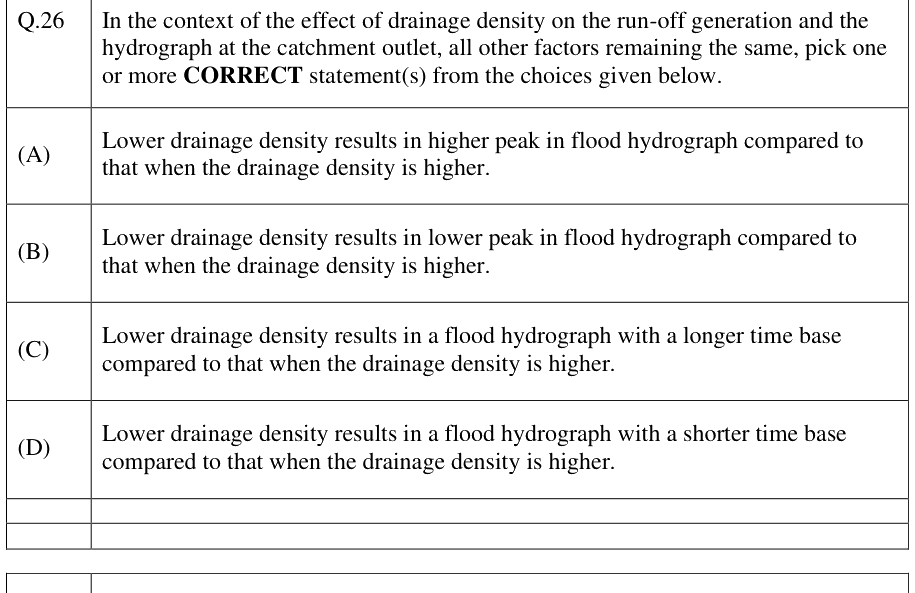 Q.26 In the context of the effect of drainage density on the run-off generation and the
hydrograph at the catchment outlet, all other factors remaining the same, pick one
or more CORRECT statement(s) from the choices given below.
(A) Lower drainage density results in higher peak in flood hydrograph compared to
that when the drainage density is higher.
(B) Lower drainage density results in lower peak in flood hydrograph compared to
that when the drainage density is higher.
(C) Lower drainage density results in a flood hydrograph with a longer time base
compared to that when the drainage density is higher.
(D) Lower drainage density results in a flood hydrograph with a shorter time base
compared to that when the drainage density is higher.